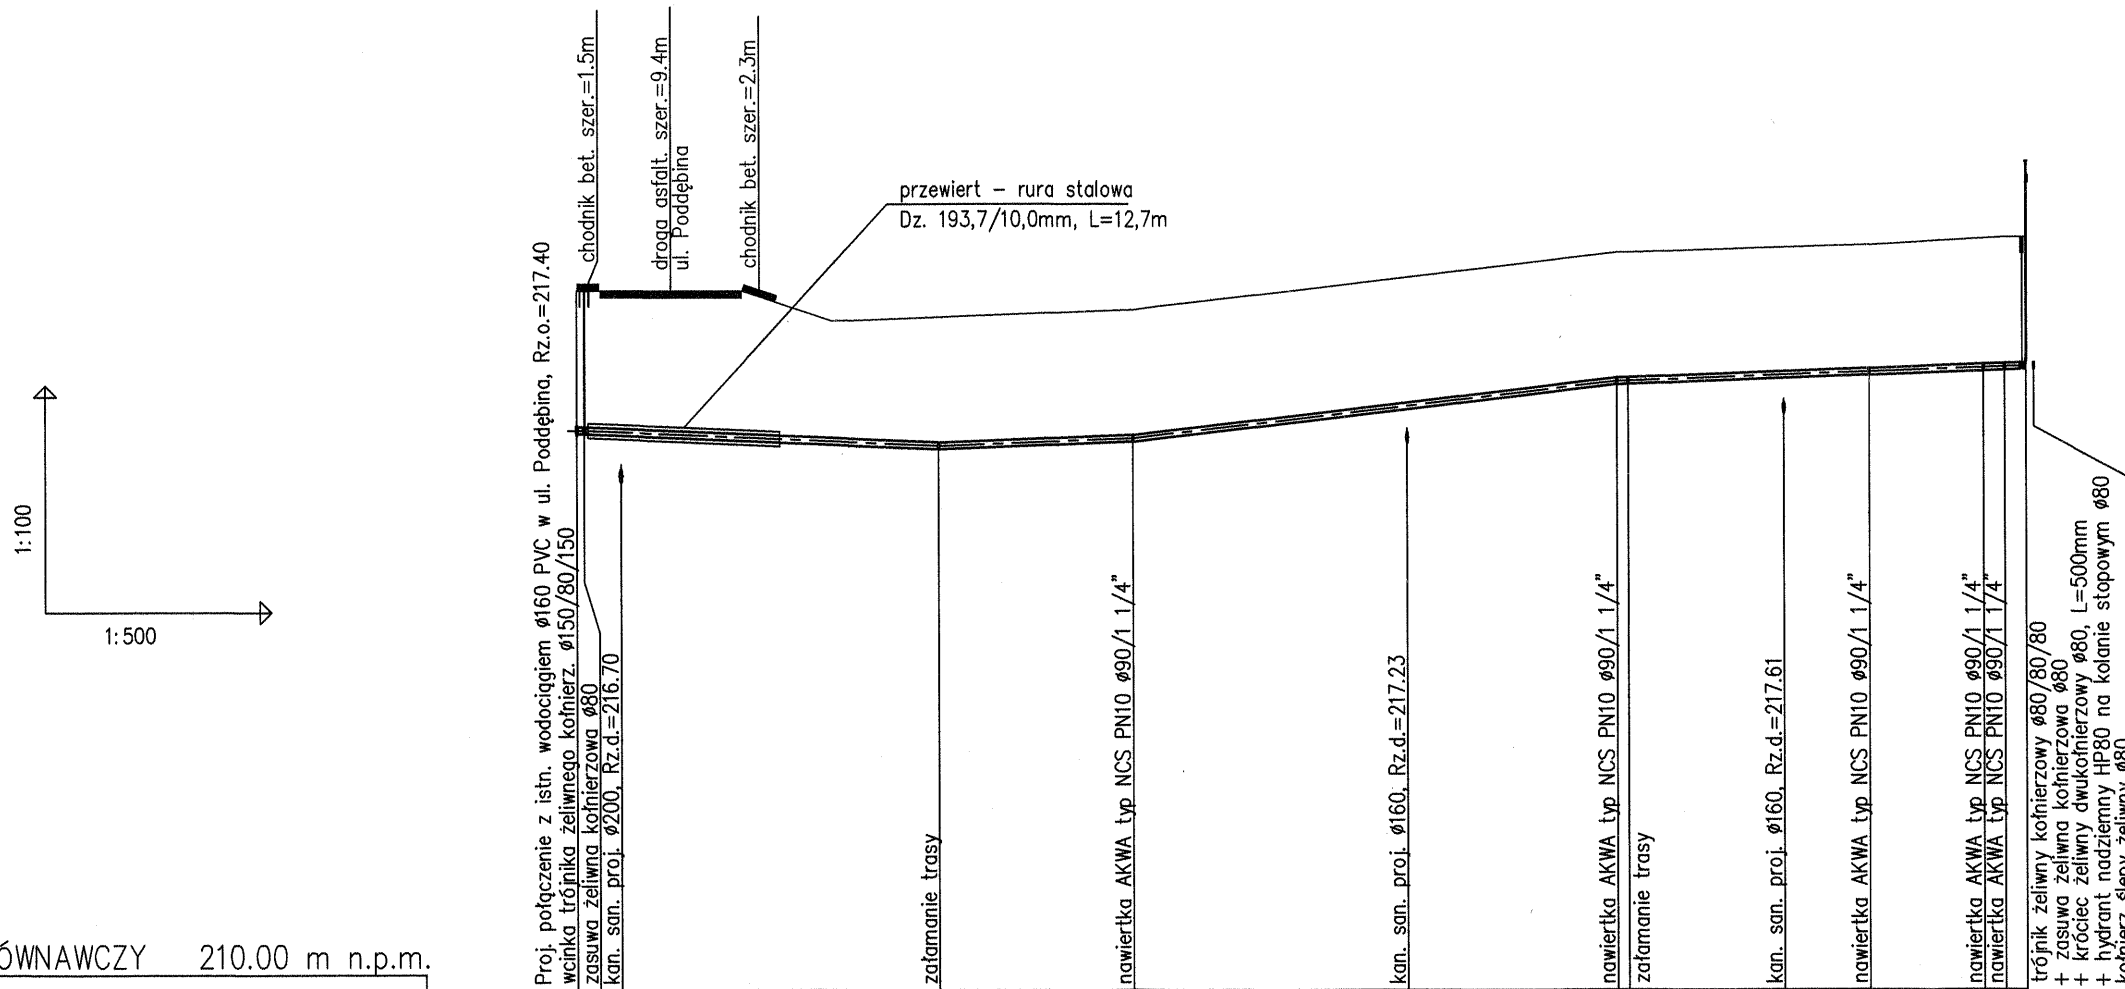 chodnik bet. szer.=1.5m
droga asfalt. szer.=9.4m
ul. Poddębina
chodnik bet. szer.=2.3m
przewiert – rura stalowa
Dz. 193,7/10,0mm, L=12,7m
1:100
1:500
Proj. połączenie z istn. wodociągiem ø160 PVC w ul. Poddębina, Rz.o.=217.40
wcinka trójnika żeliwnego kołnierz. ø150/80/150
zasuwa żeliwna kołnierzowa ø80
kan. san. proj. ø200, Rz.d.=216.70
załamanie trasy
nawiertka AKWA typ NCS PN10 ø90/1 1/4"
kan. san. proj. ø160, Rz.d.=217.23
nawiertka AKWA typ NCS PN10 ø90/1 1/4"
załamanie trasy
kan. san. proj. ø160, Rz.d.=217.61
nawiertka AKWA typ NCS PN10 ø90/1 1/4"
nawiertka AKWA typ NCS PN10 ø90/1 1/4"
nawiertka AKWA typ NCS PN10 ø90/1 1/4"
trójnik żeliwny kołnierzowy ø80/80/80
+ zasuwa żeliwna kołnierzowa ø80
+ króciec żeliwny dwukołnierzowy ø80, L=500mm
+ hydrant nadziemny HP80 na kolanie stopowym ø80
kołnierz ślepy żeliwny ø80
ÓWNAWCZY 210.00 m n.p.m.